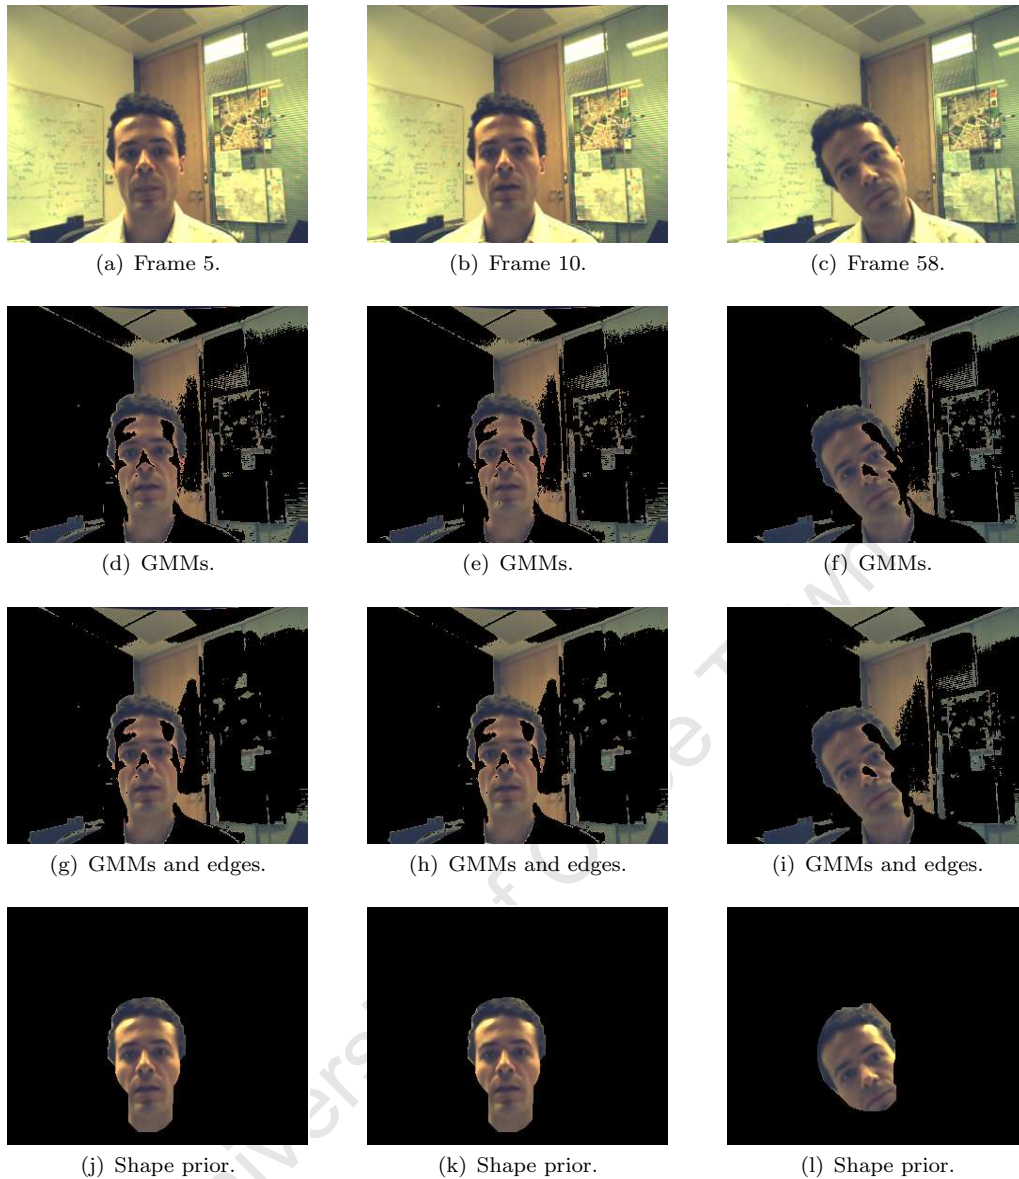 (a) Frame 5.
(b) Frame 10.
(c) Frame 58.
(d) GMMs.
(e) GMMs.
(f) GMMs.
(g) GMMs and edges.
(h) GMMs and edges.
(i) GMMs and edges.
(j) Shape prior.
(k) Shape prior.
(l) Shape prior.